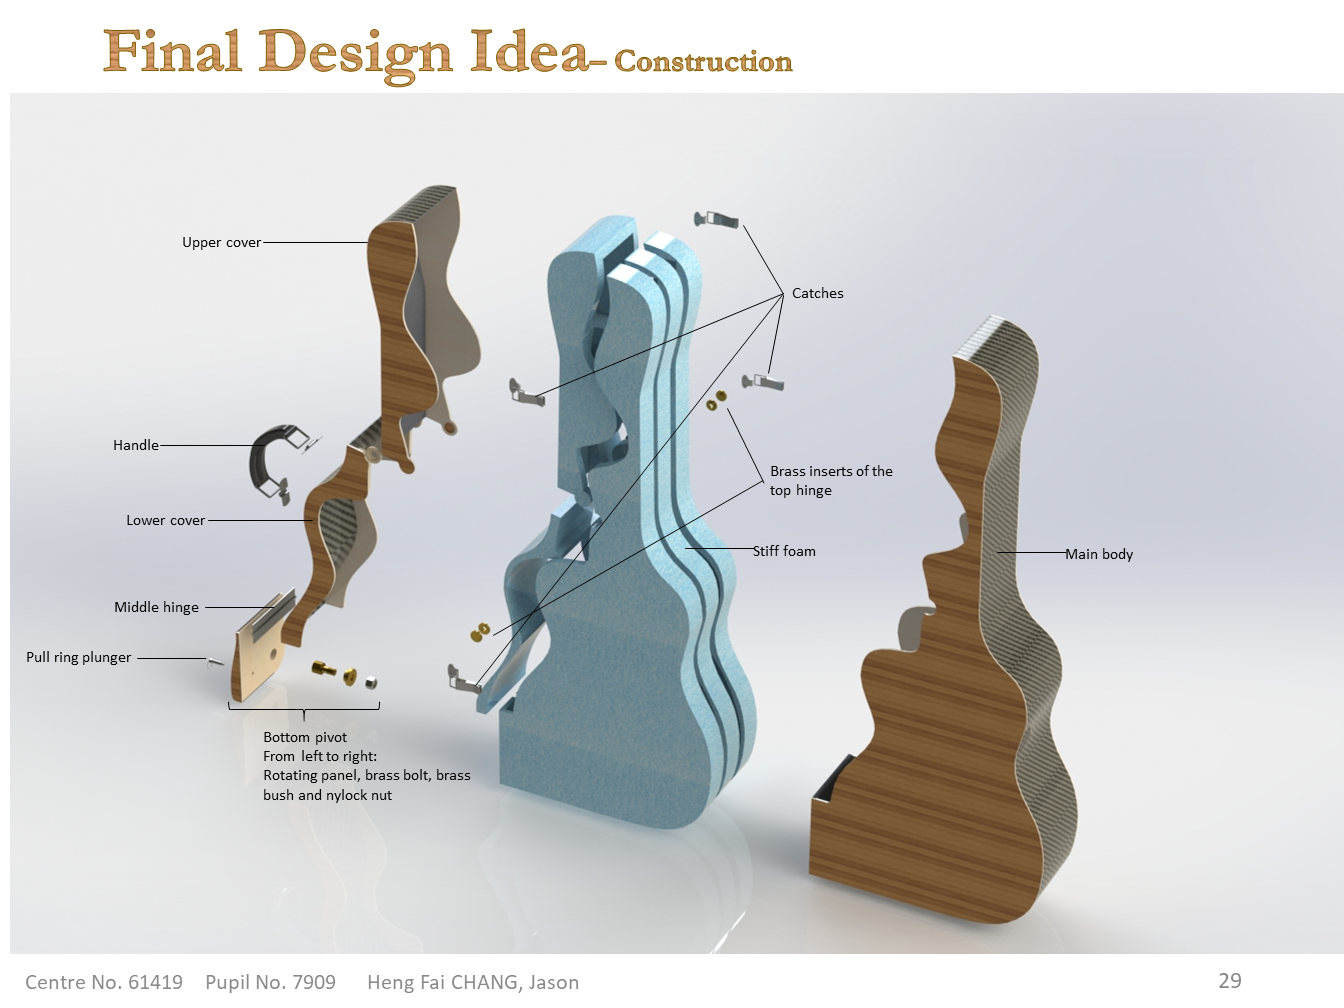 Final Design Idea– Construction
Upper cover
Catches
Handle
Brass inserts of the
top hinge
Lower cover
Stiff foam
Main body
Middle hinge
Pull ring plunger
Bottom pivot
From left to right:
Rotating panel, brass bolt, brass
bush and nylock nut
Centre No. 61419 Pupil No. 7909 Heng Fai CHANG, Jason
29